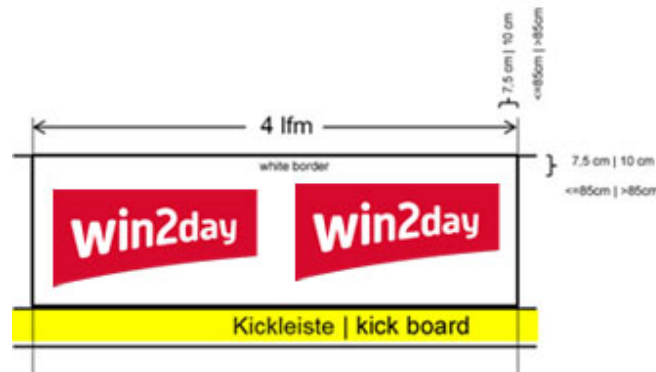 7,5 cm | 10 cm
<=85cm | >85cm
4 lfm
white border
7,5 cm | 10 cm
<=85cm | >85cm
win2day
win2day
Kickleiste | kick board